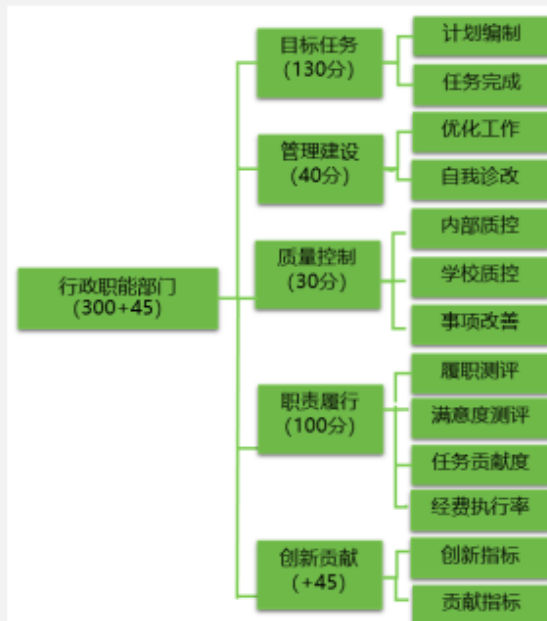 行政职能部门
(300+45)
目标任务
(130分)
计划编制
任务完成
管理建设
(40分)
优化工作
自我诊改
质量控制
(30分)
内部质控
学校质控
事项改善
职责履行
(100分)
履职测评
满意度测评
任务贡献度
经费执行率
创新贡献
(+45)
创新指标
贡献指标